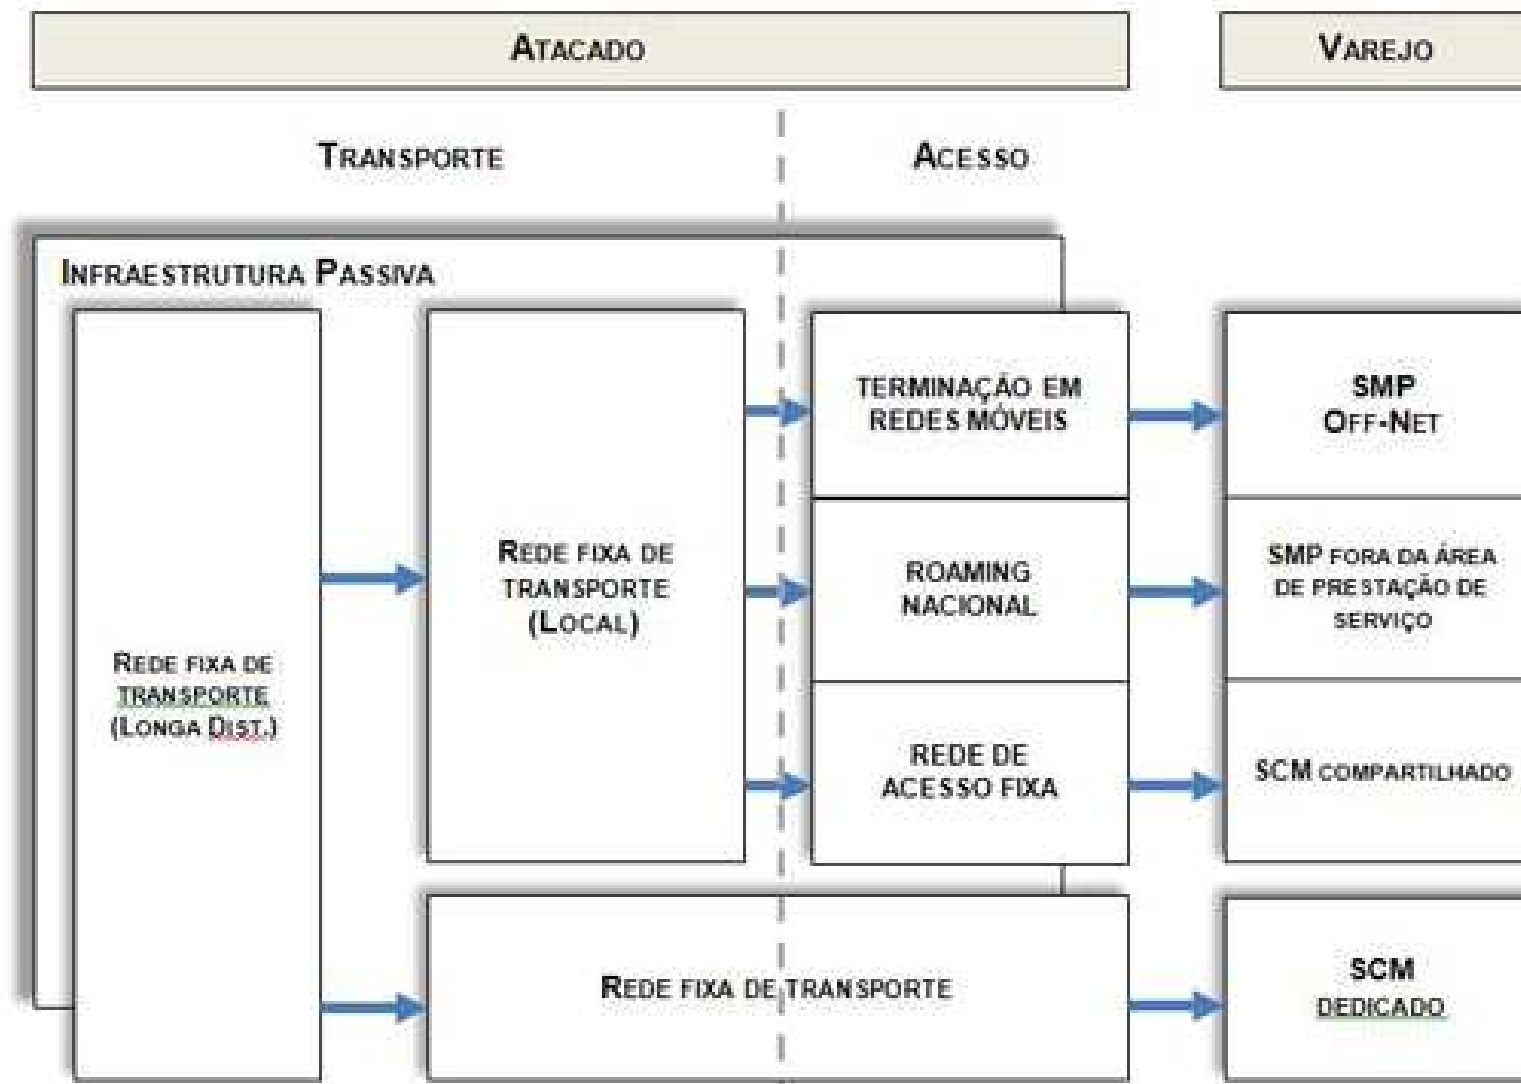 ATACADO
VAREJO
TRANSPORTE
ACESSO
INFRAESTRUTURA PASSIVA
REDE FIXA DE
TRANSPORTE
(LONGA DIST.)
REDE FIXA DE
TRANSPORTE
(LOCAL)
TERMINAÇÃO EM
REDES MÓVEIS
SMP
OFF-NET
ROAMING
NACIONAL
SMP FORA DA ÁREA
DE PRESTAÇÃO DE
SERVIÇO
REDE DE
ACESSO FIXA
SCM COMPARTILHADO
REDE FIXA DE TRANSPORTE
SCM
DEDICADO